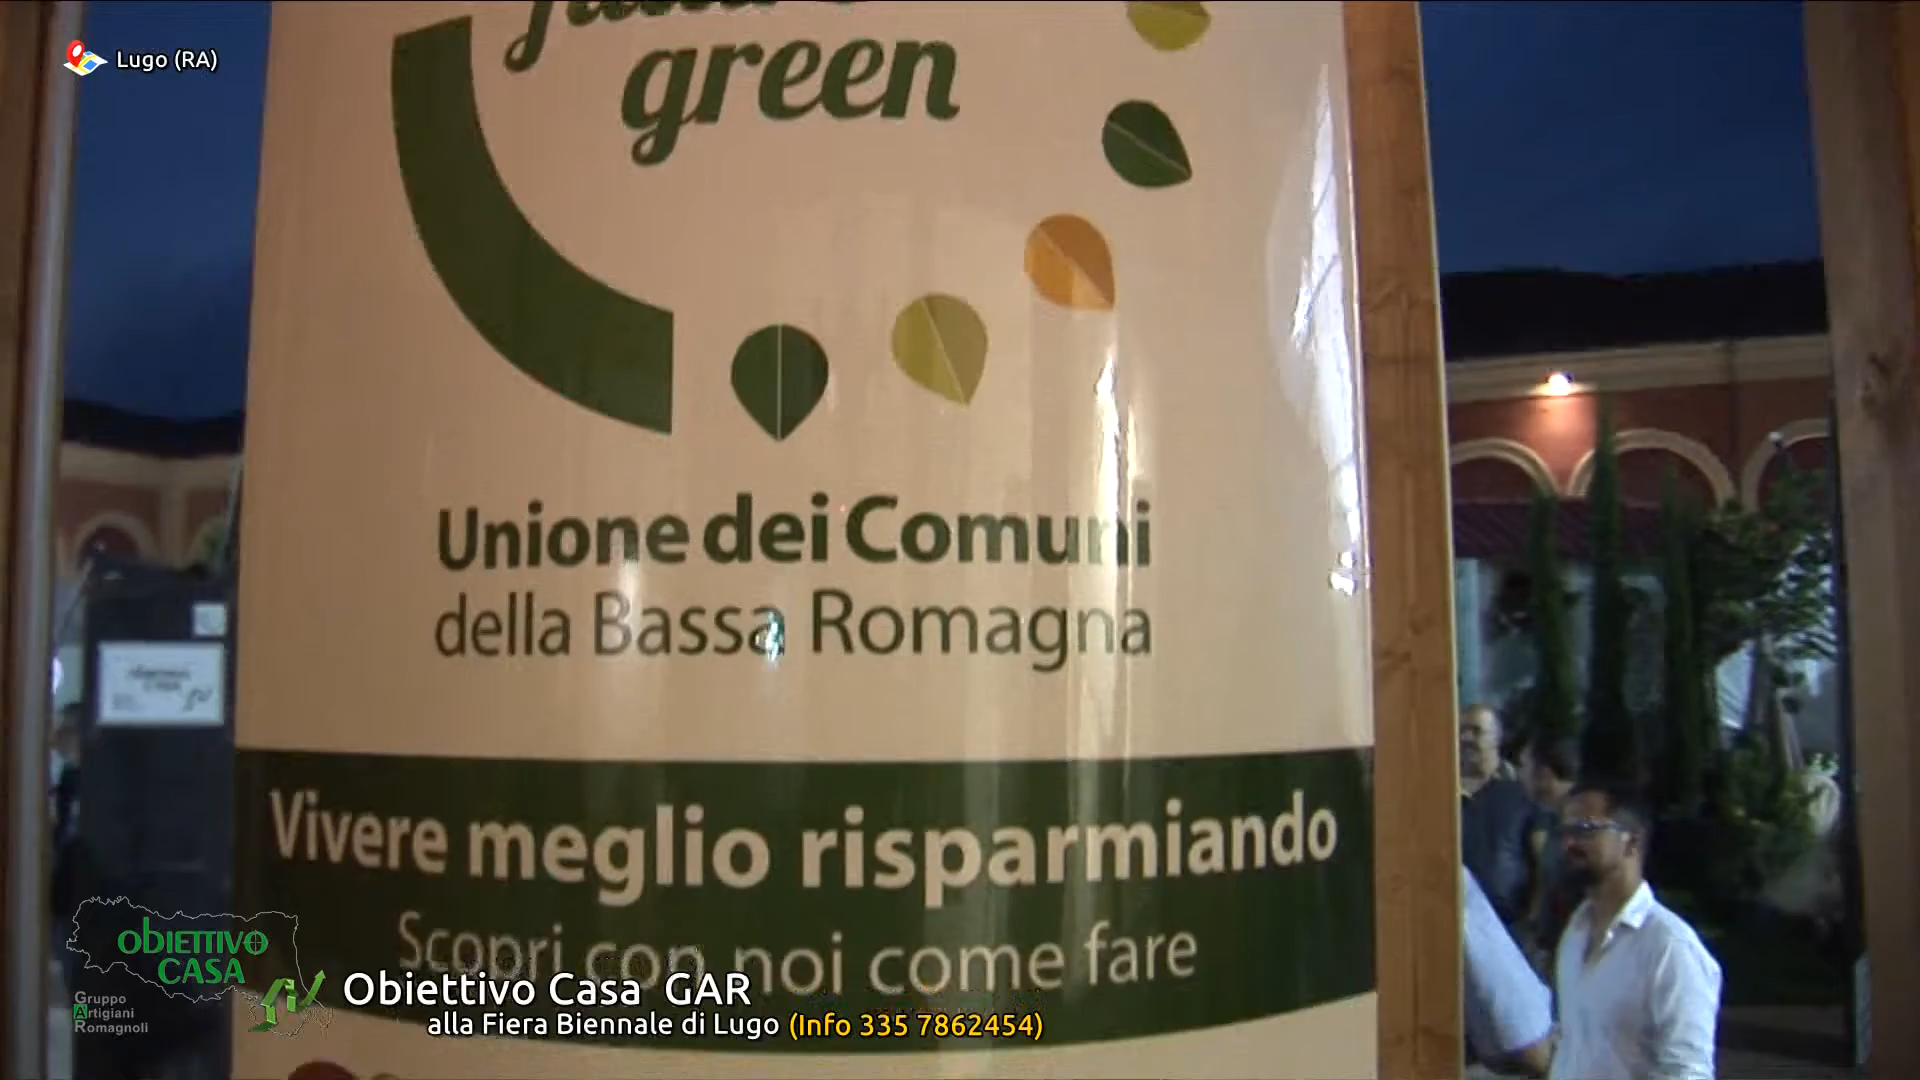 Lugo (RA)
green
Unione dei Comuni
della Bassa Romagna
Vivere meglio risparmiando
Scopri con noi come fare
OBIETTIVO
CASA
Gruppo
Artigiani
Romagnoli
Obiettivo Casa GAR
alla Fiera Biennale di Lugo (Info 335 7862454)